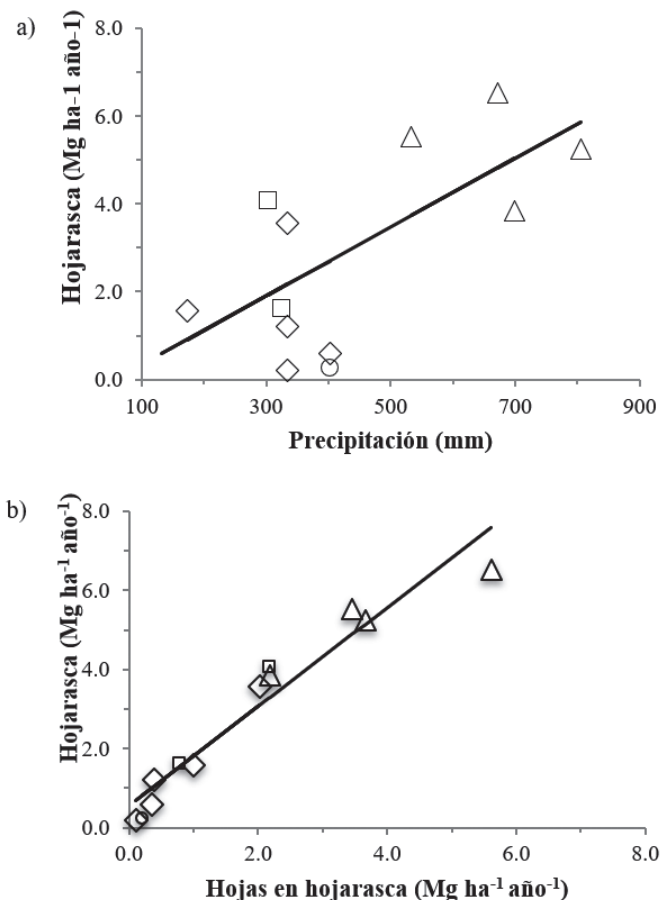 a)
Hojarasca (Mg ha-1 año-1)
8.0
6.0
4.0
2.0
0.0
100 300 500 700 900
Precipitación (mm)
b)
Hojarasca (Mg ha⁻¹ año⁻¹)
8.0
6.0
4.0
2.0
0.0
0.0 2.0 4.0 6.0 8.0
Hojas en hojarasca (Mg ha⁻¹ año⁻¹)